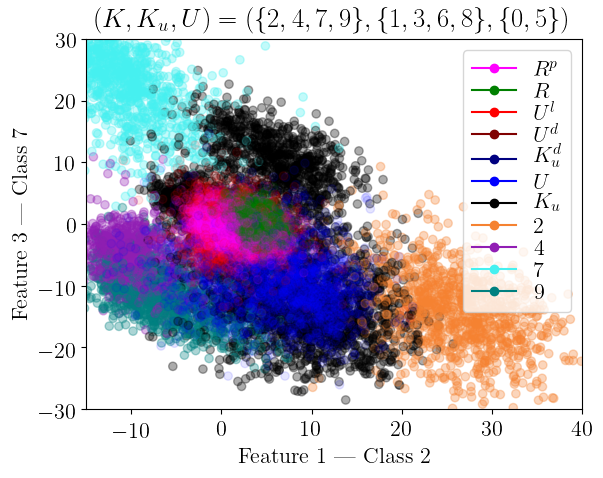 (K, K_u, U) = ({2, 4, 7, 9}, {1, 3, 6, 8}, {0, 5})
30
20
10
0
−10
−20
−30
Feature 3 — Class 7
R^p
R
U^l
U^d
K_u^d
U
K_u
2
4
7
9
−10
0
10
20
30
40
Feature 1 — Class 2